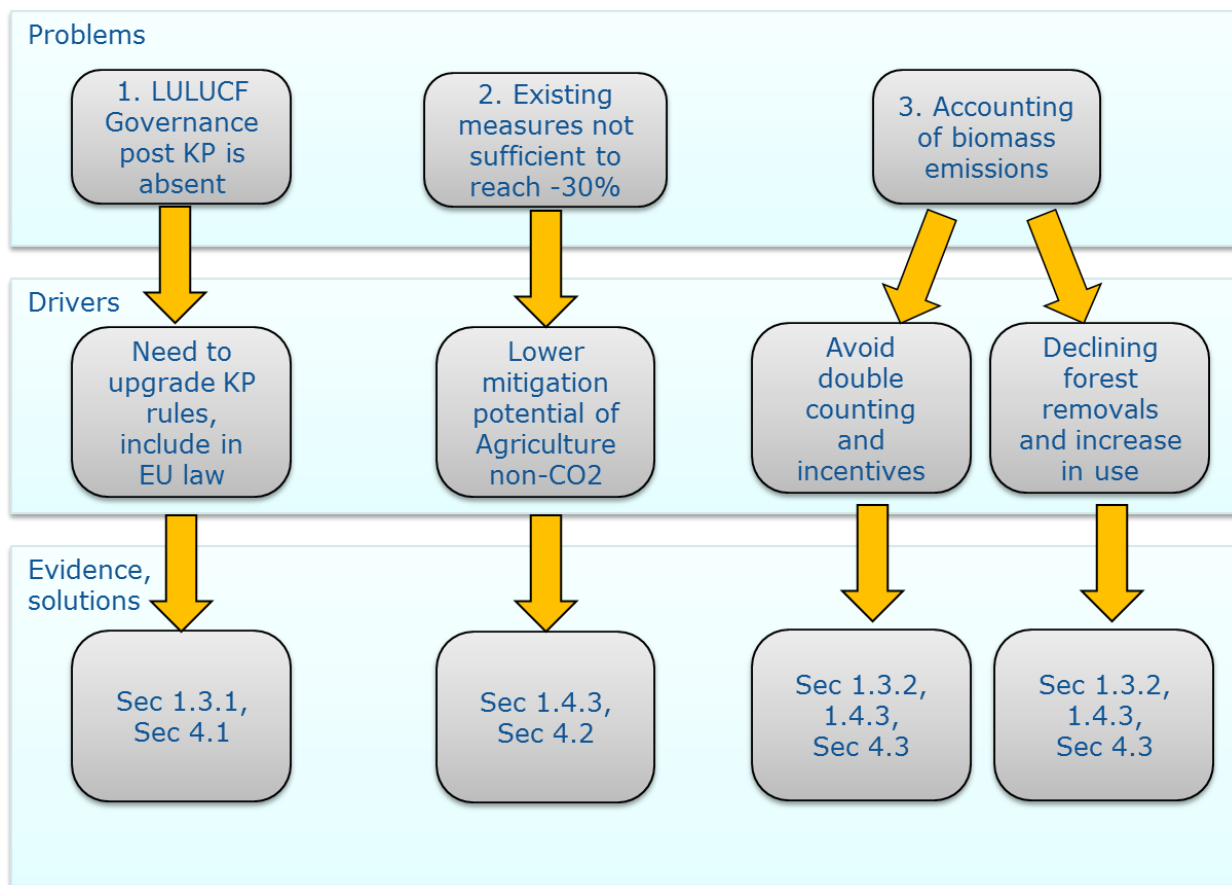 Problems
1. LULUCF
Governance
post KP is
absent
2. Existing
measures not
sufficient to
reach -30%
3. Accounting
of biomass
emissions
Drivers
Need to
upgrade KP
rules,
include in
EU law
Lower
mitigation
potential of
Agriculture
non-CO2
Avoid
double
counting
and
incentives
Declining
forest
removals
and increase
in use
Evidence,
solutions
Sec 1.3.1,
Sec 4.1
Sec 1.4.3,
Sec 4.2
Sec 1.3.2,
1.4.3,
Sec 4.3
Sec 1.3.2,
1.4.3,
Sec 4.3